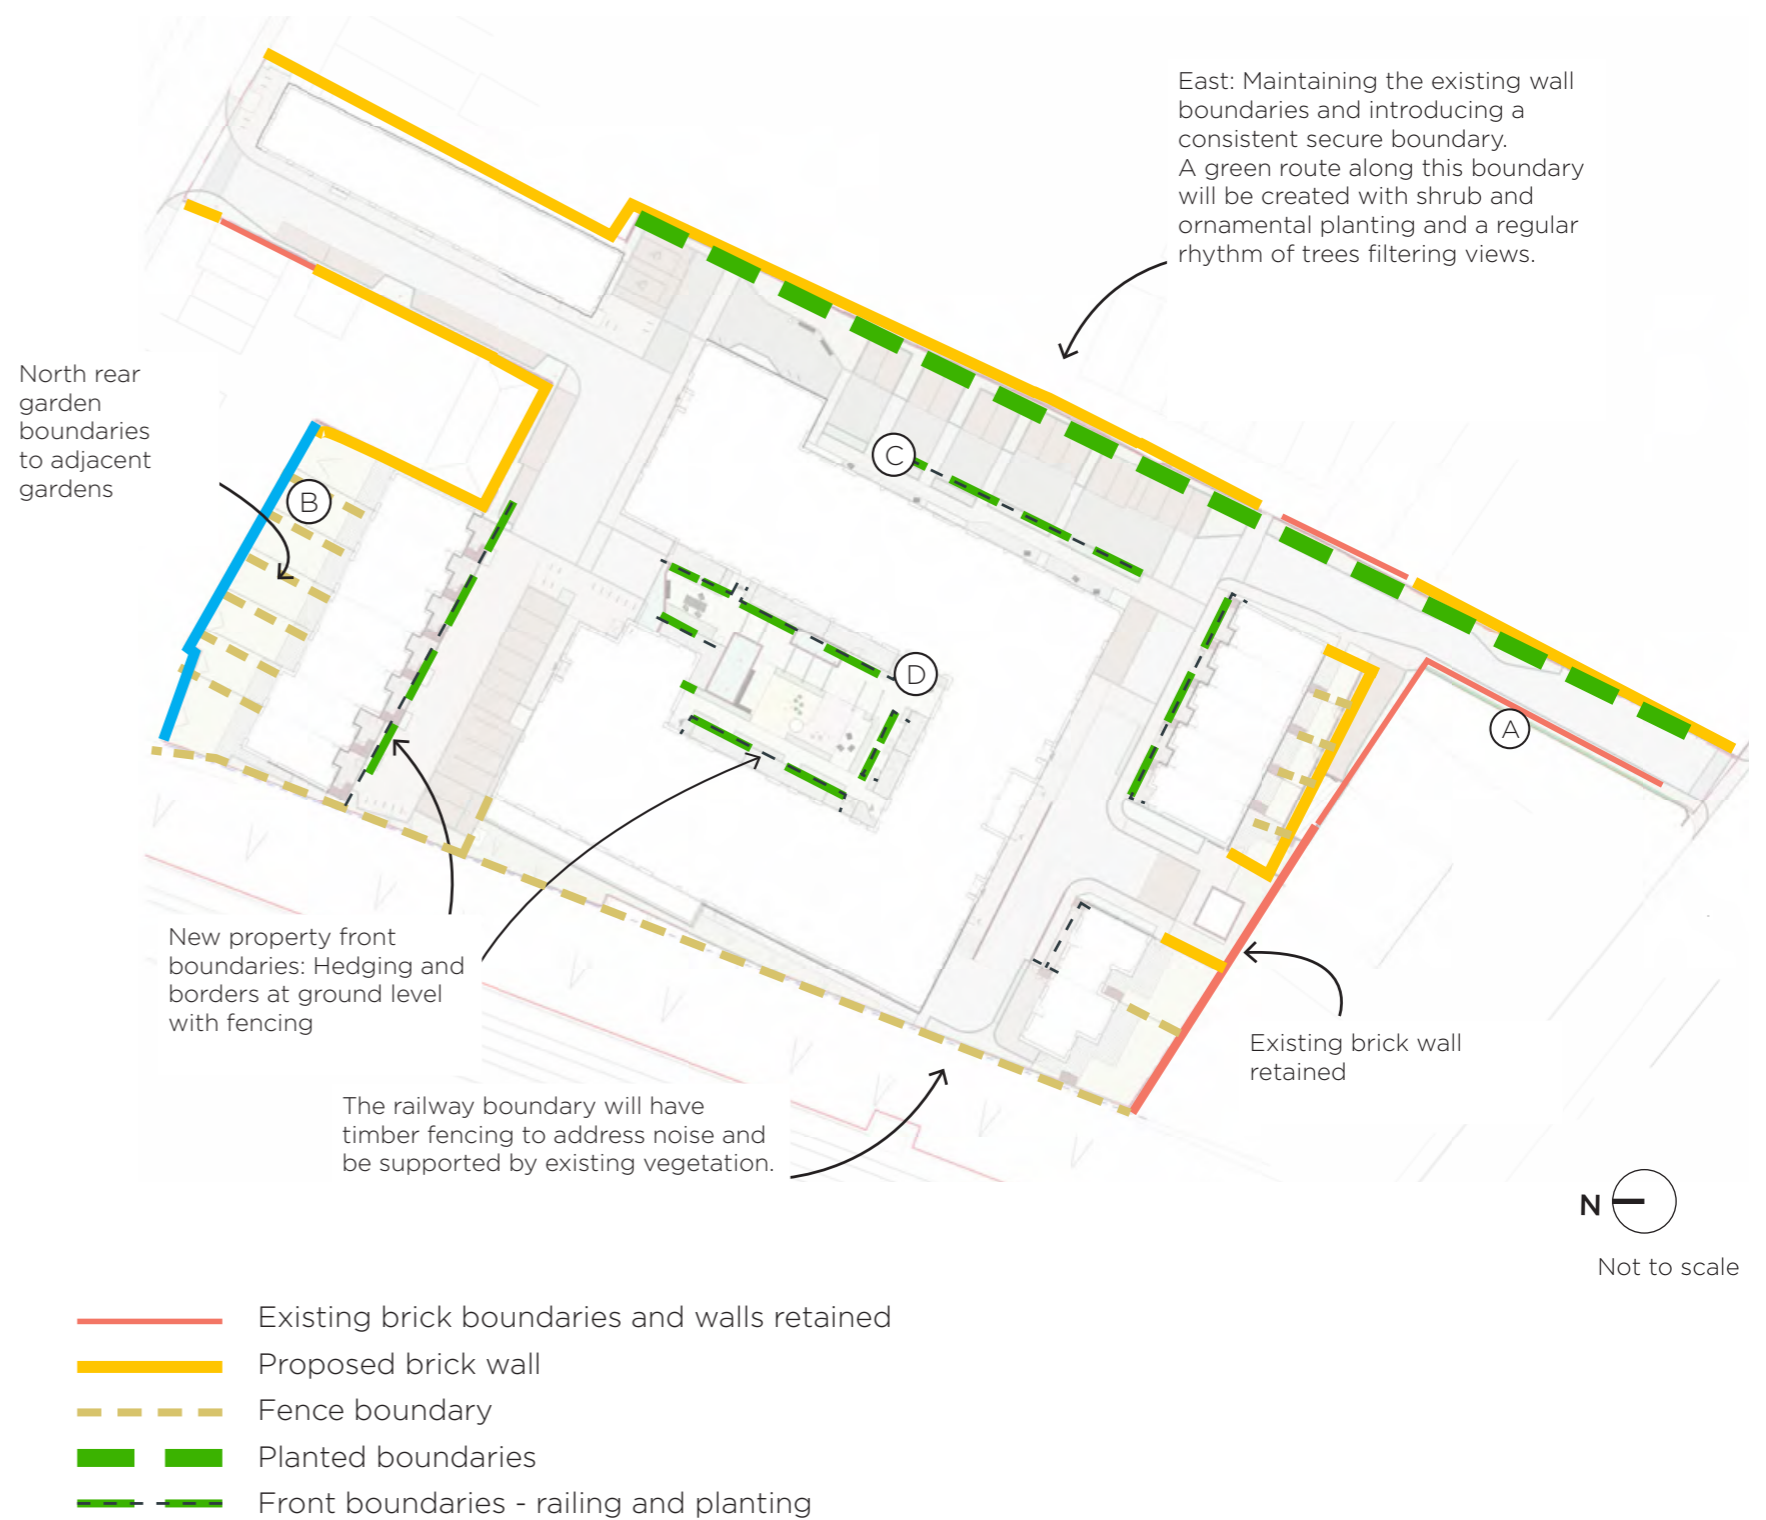 East: Maintaining the existing wall
boundaries and introducing a
consistent secure boundary.
A green route along this boundary
will be created with shrub and
ornamental planting and a regular
rhythm of trees filtering views.
North rear
garden
boundaries
to adjacent
gardens
B
C
D
A
New property front
boundaries: Hedging and
borders at ground level
with fencing
The railway boundary will have
timber fencing to address noise and
be supported by existing vegetation.
Existing brick wall
retained
N
Not to scale
Existing brick boundaries and walls retained
Proposed brick wall
Fence boundary
Planted boundaries
Front boundaries - railing and planting